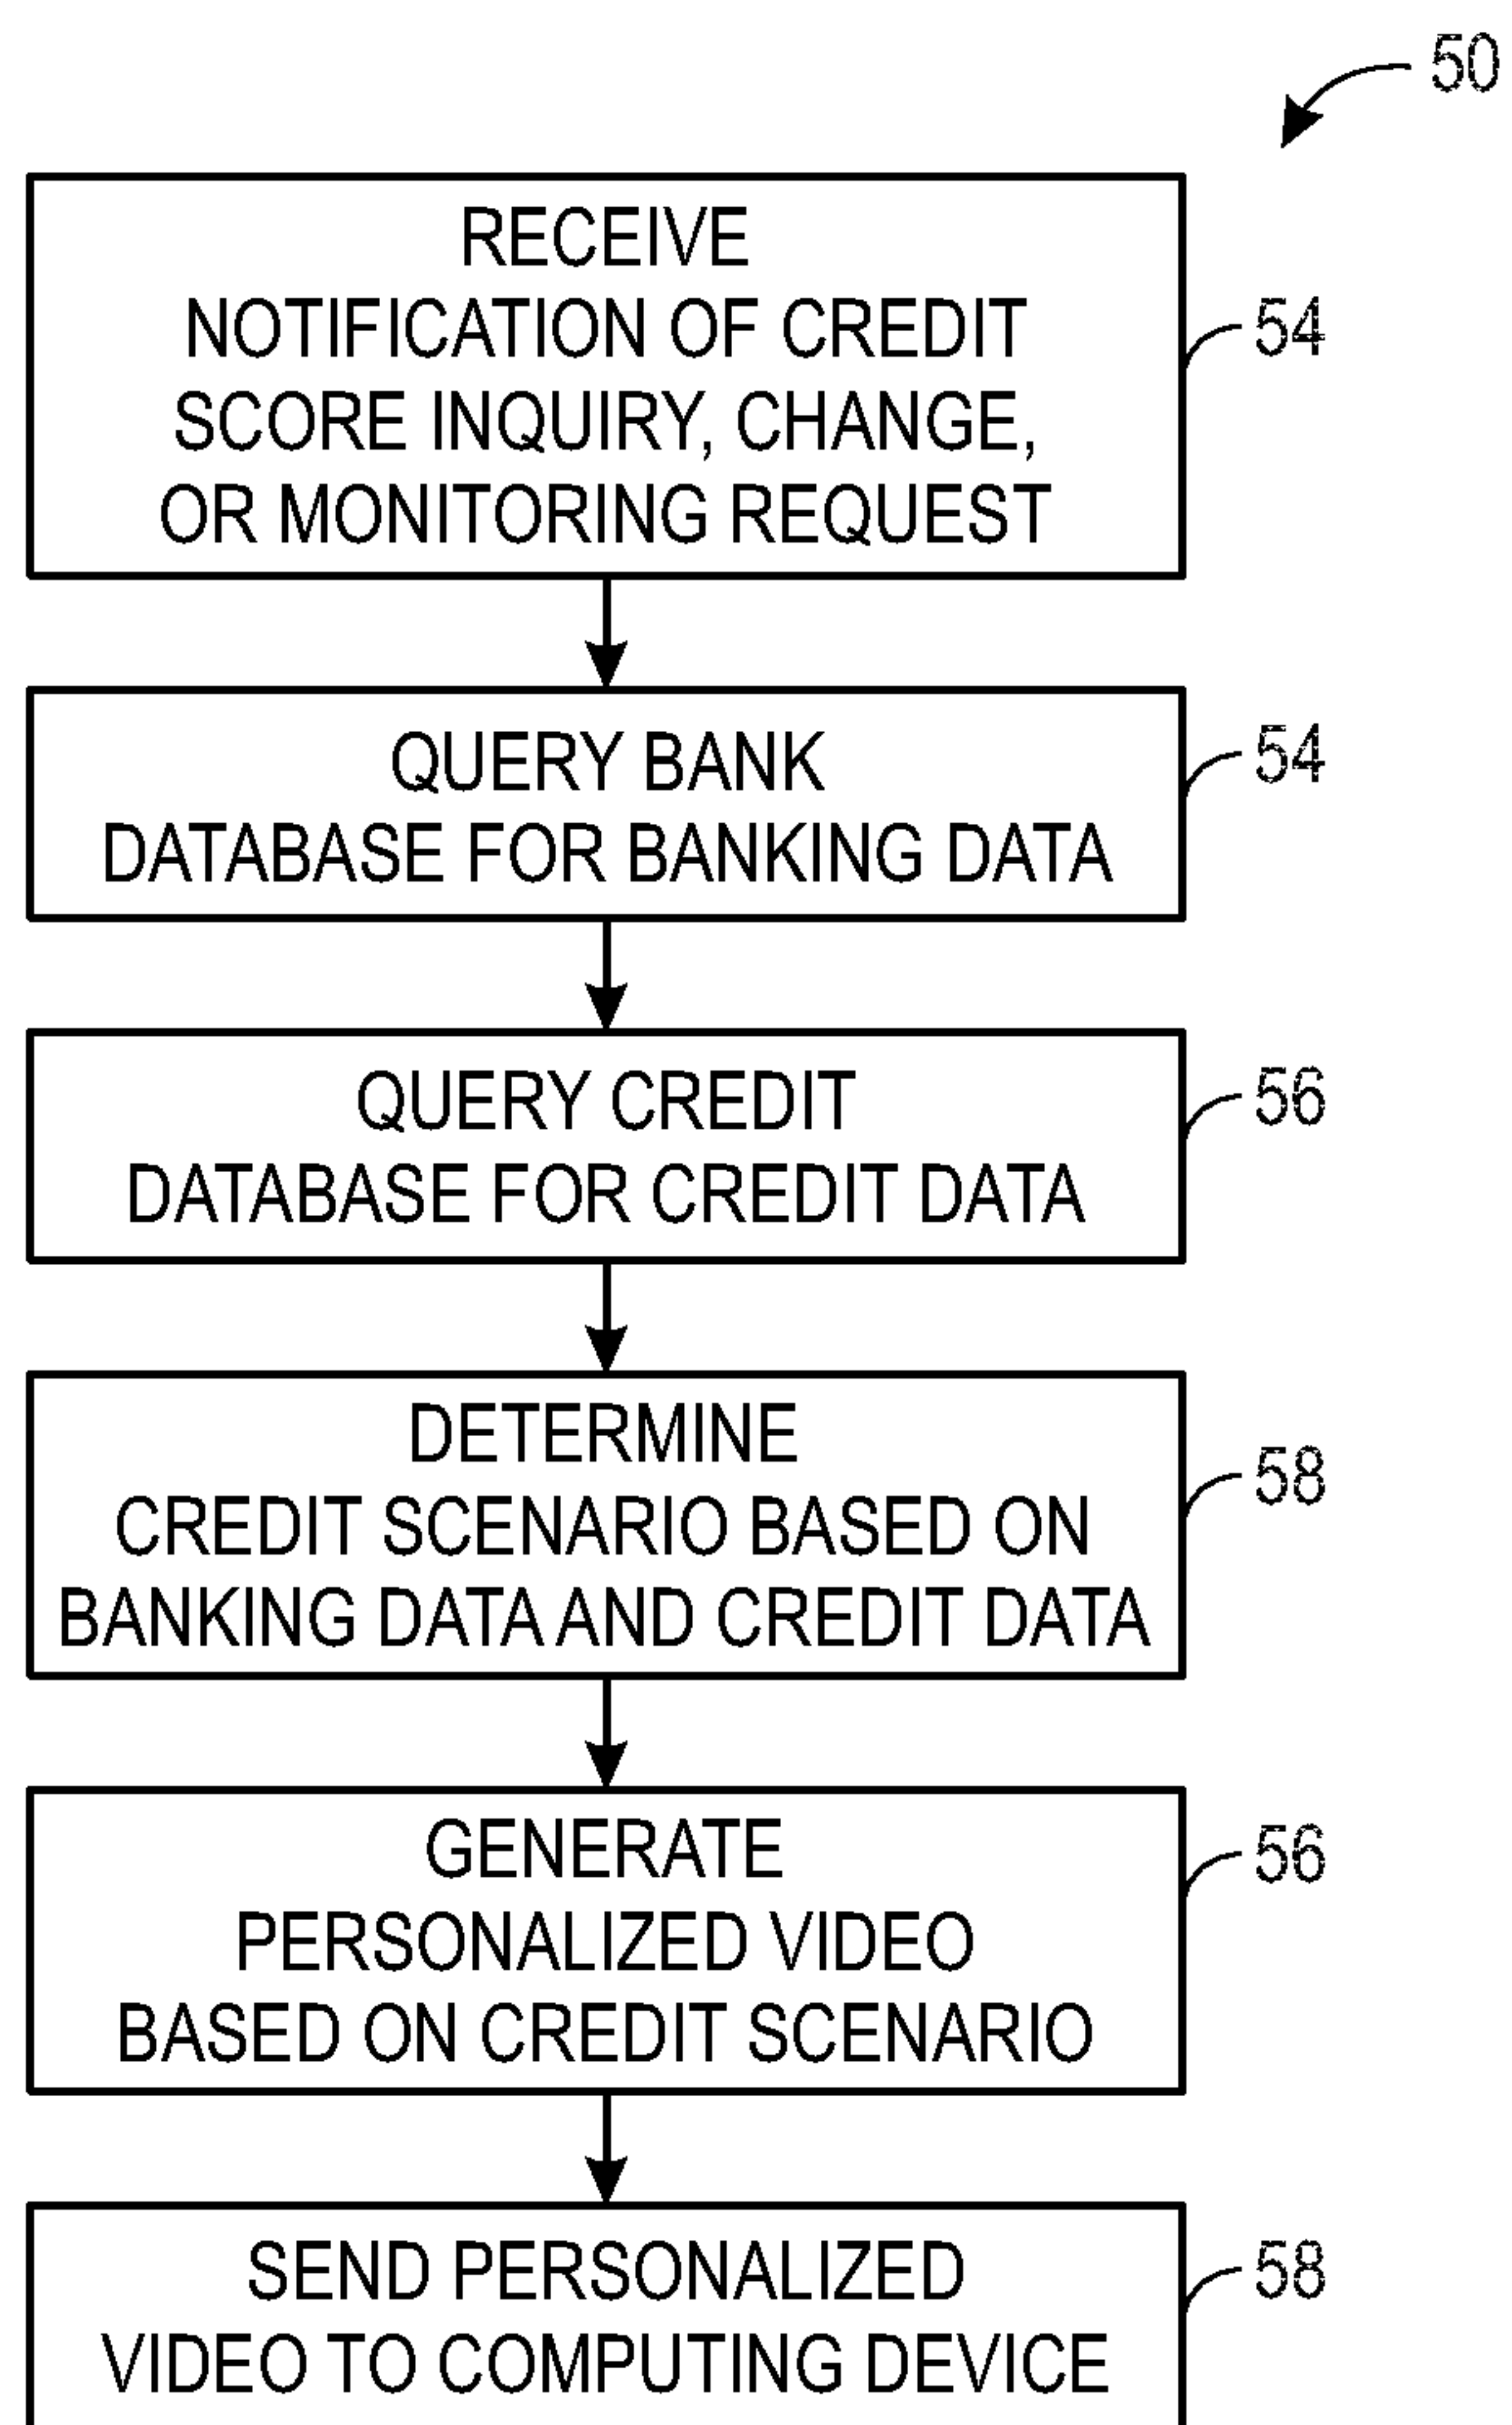 50
RECEIVE
NOTIFICATION OF CREDIT
SCORE INQUIRY, CHANGE,
OR MONITORING REQUEST
54
QUERY BANK
DATABASE FOR BANKING DATA
54
QUERY CREDIT
DATABASE FOR CREDIT DATA
56
DETERMINE
CREDIT SCENARIO BASED ON
BANKING DATA AND CREDIT DATA
58
GENERATE
PERSONALIZED VIDEO
BASED ON CREDIT SCENARIO
56
SEND PERSONALIZED
VIDEO TO COMPUTING DEVICE
58